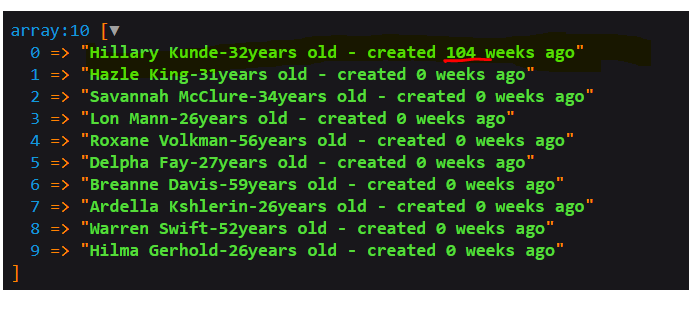 array:10 [▼
0 => "Hillary Kunde-32years old - created 104 weeks ago"
1 => "Hazle King-31years old - created 0 weeks ago"
2 => "Savannah McClure-34years old - created 0 weeks ago"
3 => "Lon Mann-26years old - created 0 weeks ago"
4 => "Roxane Volkman-56years old - created 0 weeks ago"
5 => "Delpha Fay-27years old - created 0 weeks ago"
6 => "Breanne Davis-59years old - created 0 weeks ago"
7 => "Ardella Kshlerin-26years old - created 0 weeks ago"
8 => "Warren Swift-52years old - created 0 weeks ago"
9 => "Hilma Gerhold-26years old - created 0 weeks ago"
]